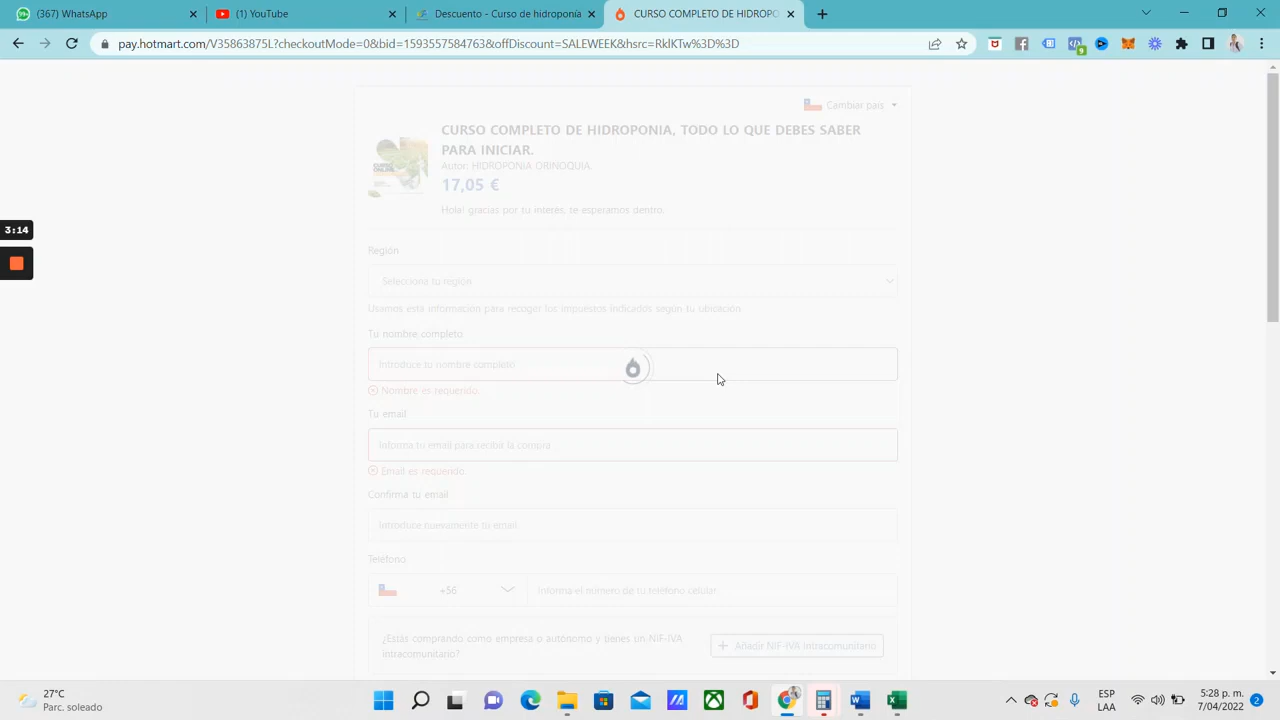 (367) WhatsApp
(1) YouTube
Descuento - Curso de hidroponía
CURSO COMPLETO DE HIDROPO
pay.hotmart.com/V35863875L?checkoutMode=0&bid=1593557584763&offDiscount=SALEWEEK&hsrc=RklKTw%3D%3D
9
Cambiar país
CURSO COMPLETO DE HIDROPONIA, TODO LO QUE DEBES SABER
PARA INICIAR.
Autor: HIDROPONIA ORINOQUIA.
17,05 €
Hola! gracias por tu interés, te esperamos dentro.
3:14
Región
Selecciona tu región
Usamos esta información para recoger los impuestos indicados según tu ubicación
Tu nombre completo
Introduce tu nombre completo
Nombre es requerido.
Tu email
Informa tu email para recibir la compra
Email es requerido
Confirma tu email
Introduce nuevamente tu email
Teléfono
+56
Informa el número de tu teléfono celular
¿Estás comprando como empresa o autónomo y tienes un NIF-IVA
intracomunitario?
+ Añadir NIF-IVA Intracomunitario
27°C
Parc. soleado
ESP
LAA
5:28 p. m.
7/04/2022
2